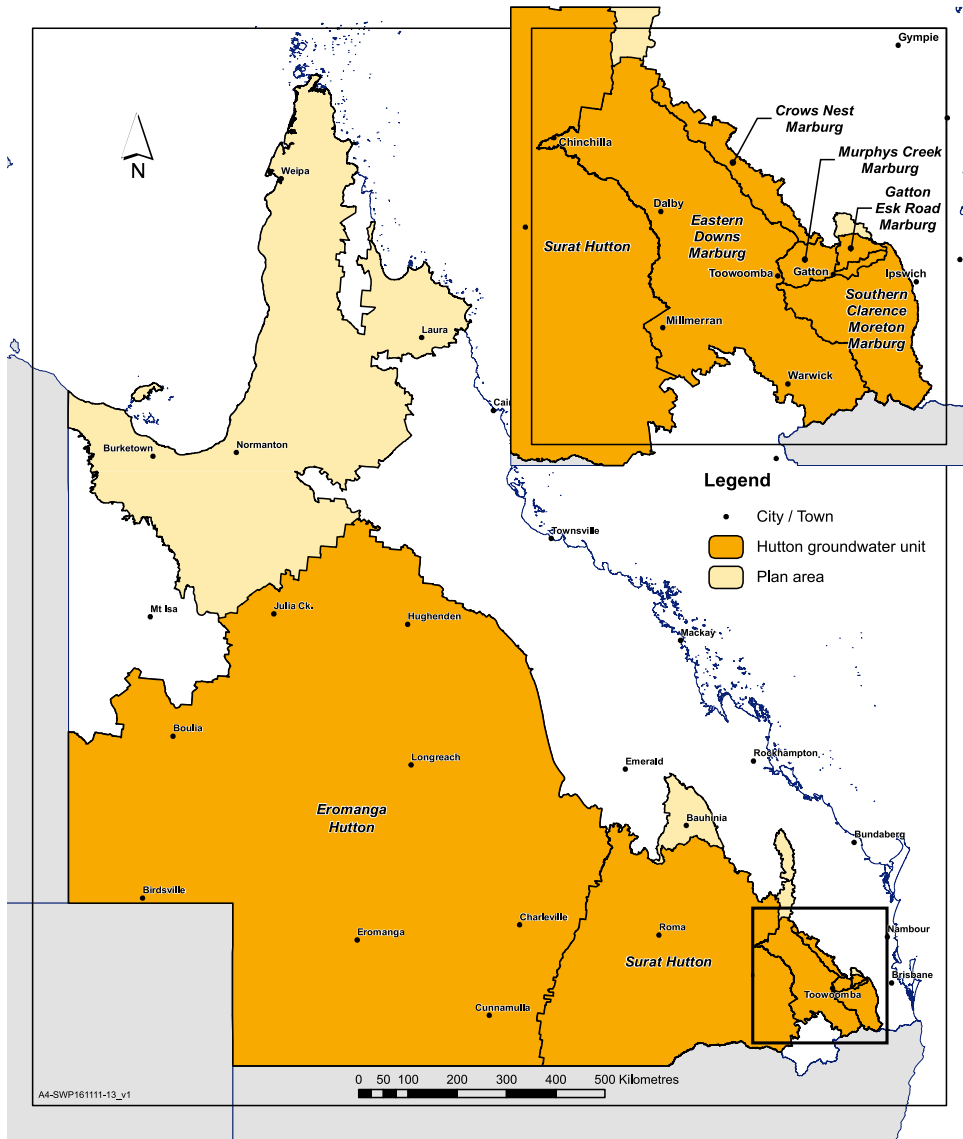 Gympie
Crows Nest
Marburg
Murphys Creek
Marburg
Gatton
Esk Road
Marburg
Chinchilla
Dalby
Eastern
Downs
Marburg
Surat Hutton
Toowoomba
Gatton
Ipswich
Southern
Clarence
Moreton
Marburg
Millmerran
Warwick
N
Weipa
Laura
Cair
Burketown
Normanton
Legend
City / Town
Hutton groundwater unit
Plan area
Townsville
Mt Isa
Julia Ck.
Hughenden
Mackay
Boulia
Longreach
Emerald
Rockhampton
Eromanga
Hutton
Bauhinia
Bundaberg
Birdsville
Charleville
Eromanga
Roma
Nambour
Surat Hutton
Brisbane
Toowoomba
Cunnamulla
0 50 100 200 300 400 500 Kilometres
A4-SWP161111-13_v1